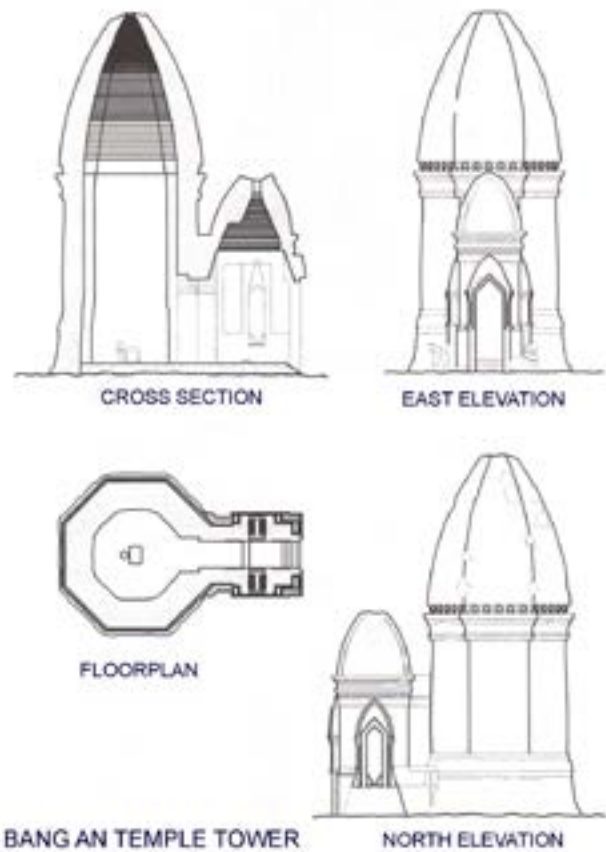 CROSS SECTION
EAST ELEVATION
FLOORPLAN
BANG AN TEMPLE TOWER
NORTH ELEVATION